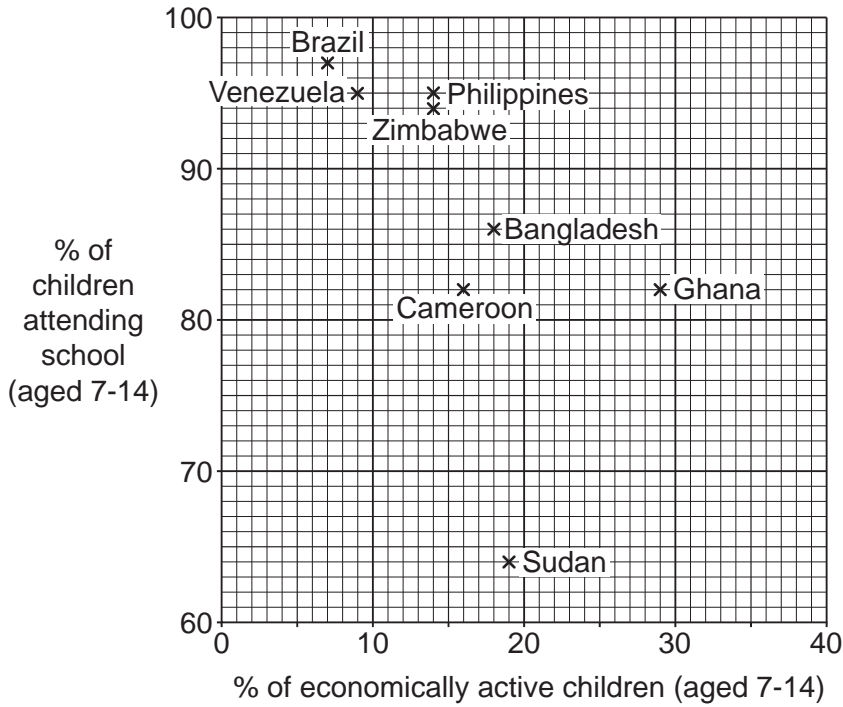 100
Brazil
Venezuela
Philippines
Zimbabwe
90
Bangladesh
% of
children
attending
school
(aged 7-14)
Cameroon
Ghana
80
70
Sudan
60
0
10
20
30
40
% of economically active children (aged 7-14)